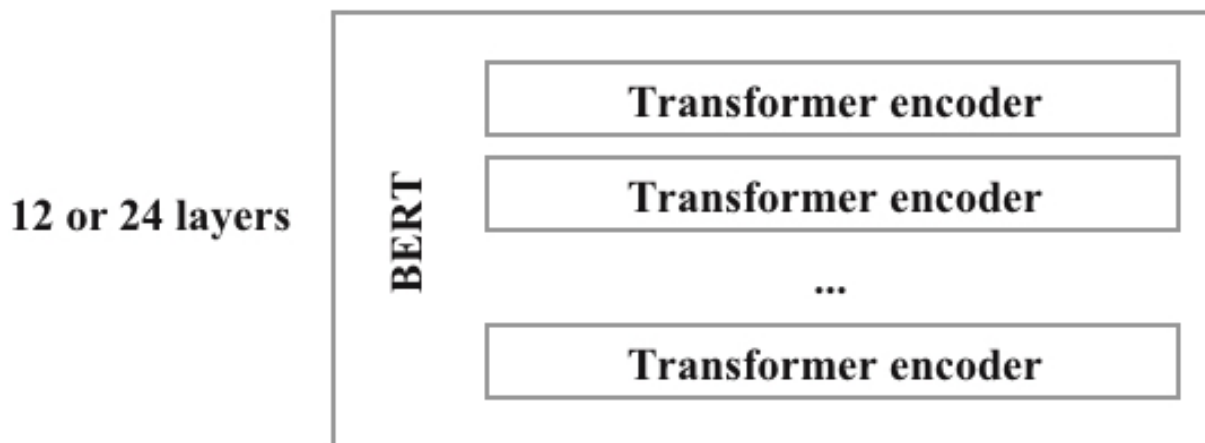 12 or 24 layers
BERT
Transformer encoder
Transformer encoder
...
Transformer encoder